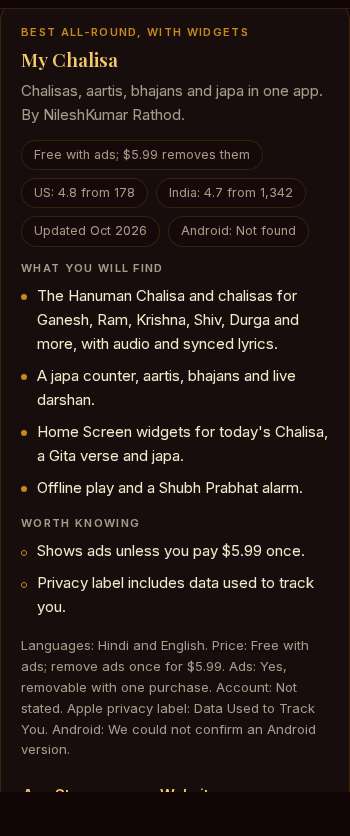 BEST ALL-ROUND, WITH WIDGETS
My Chalisa
Chalisas, aartis, bhajans and japa in one app.
By NileshKumar Rathod.
Free with ads; $5.99 removes them
US: 4.8 from 178
India: 4.7 from 1,342
Updated Oct 2026
Android: Not found
WHAT YOU WILL FIND
The Hanuman Chalisa and chalisas for
Ganesh, Ram, Krishna, Shiv, Durga and
more, with audio and synced lyrics.
A japa counter, aartis, bhajans and live
darshan.
Home Screen widgets for today's Chalisa,
a Gita verse and japa.
Offline play and a Shubh Prabhat alarm.
WORTH KNOWING
Shows ads unless you pay $5.99 once.
Privacy label includes data used to track
you.
Languages: Hindi and English. Price: Free with
ads; remove ads once for $5.99. Ads: Yes,
removable with one purchase. Account: Not
stated. Apple privacy label: Data Used to Track
You. Android: We could not confirm an Android
version.